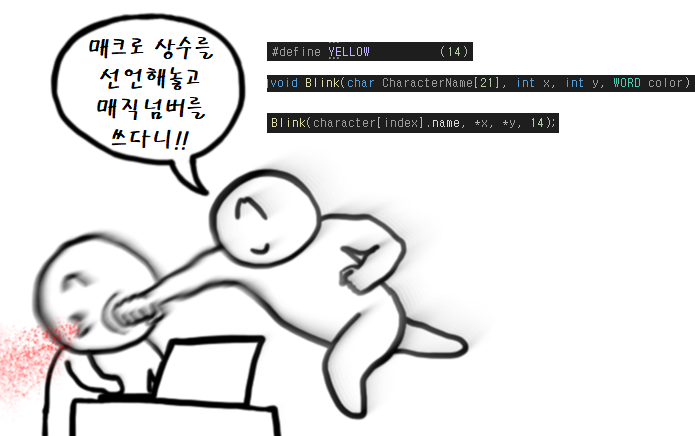 매크로 상수를
선언해놓고
매직넘버를
쓰다니!!
#define YELLOW (14)
void Blink(char CharacterName[21], int x, int y, WORD color)
Blink(character[index].name, *x, *y, 14);